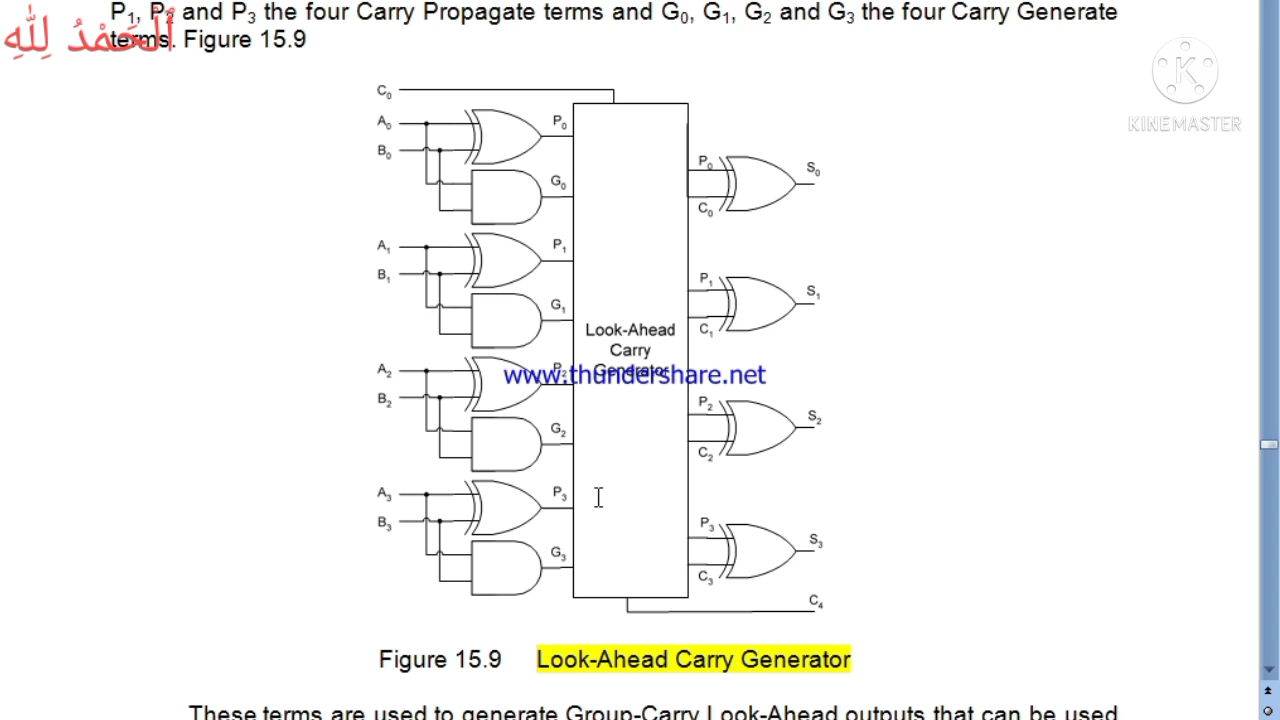 P₁, P₂ and P₃ the four Carry Propagate terms and G₀, G₁, G₂ and G₃ the four Carry Generate
terms. Figure 15.9
اَلْحَمْدُ لِلّٰهِ
KINEMASTER
C₀
A₀
B₀
P₀
G₀
P₀
C₀
S₀
A₁
B₁
P₁
G₁
P₁
C₁
S₁
Look-Ahead
Carry
Generator
www.thundershare.net
A₂
B₂
P₂
G₂
P₂
C₂
S₂
A₃
B₃
P₃
G₃
P₃
C₃
S₃
C₄
Figure 15.9 Look-Ahead Carry Generator
These terms are used to generate Group-Carry Look-Ahead outputs that can be used